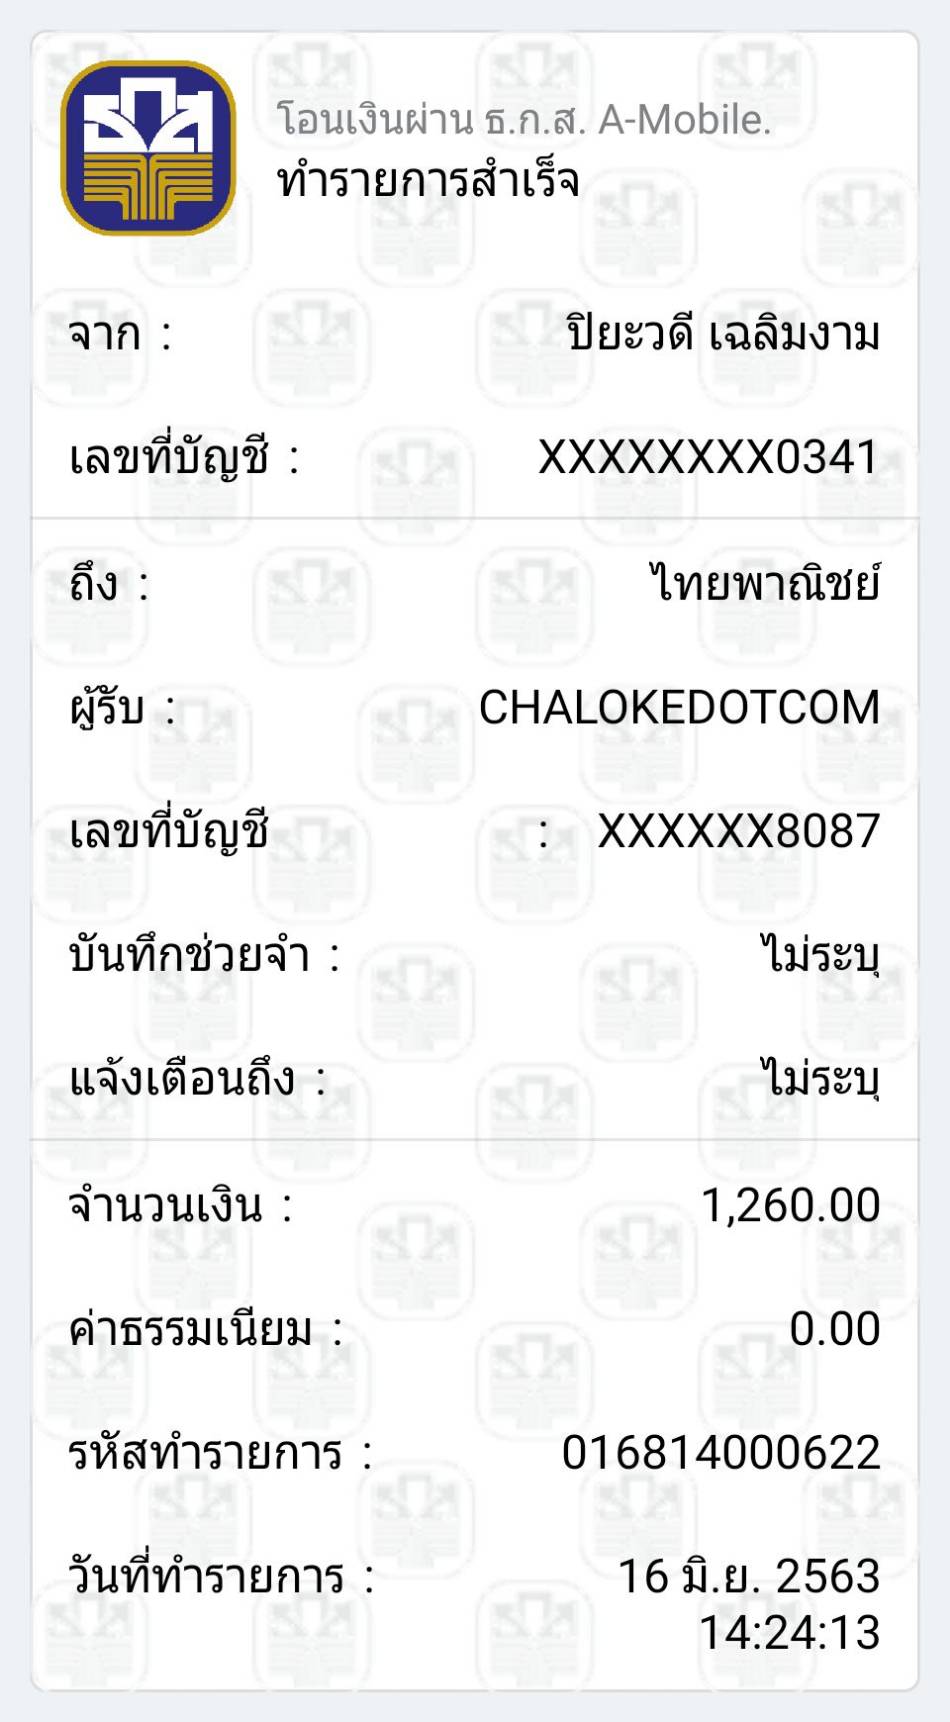 โอนเงินผ่าน ธ.ก.ส. A-Mobile.
ทำรายการสำเร็จ
จาก : ปิยะวดี เฉลิมงาม
เลขที่บัญชี : XXXXXXXX0341
ถึง : ไทยพาณิชย์
ผู้รับ : CHALOKEDOTCOM
เลขที่บัญชี : XXXXXX8087
บันทึกช่วยจำ : ไม่ระบุ
แจ้งเตือนถึง : ไม่ระบุ
จำนวนเงิน : 1,260.00
ค่าธรรมเนียม : 0.00
รหัสทำรายการ : 016814000622
วันที่ทำรายการ : 16 มิ.ย. 2563
14:24:13